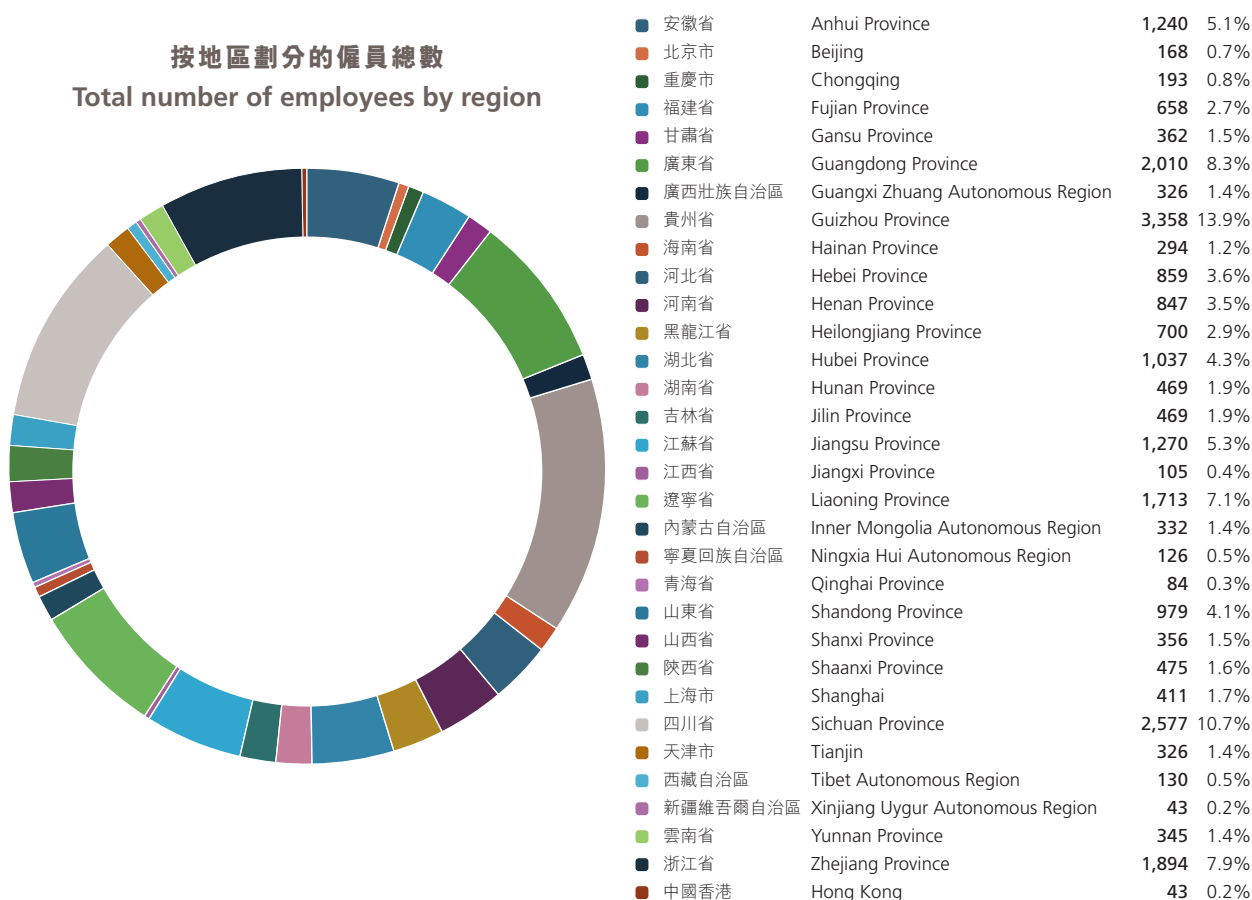 按地區劃分的僱員總數
Total number of employees by region
安徽省 Anhui Province 1,240 5.1%
北京市 Beijing 168 0.7%
重慶市 Chongqing 193 0.8%
福建省 Fujian Province 658 2.7%
甘肅省 Gansu Province 362 1.5%
廣東省 Guangdong Province 2,010 8.3%
廣西壯族自治區 Guangxi Zhuang Autonomous Region 326 1.4%
貴州省 Guizhou Province 3,358 13.9%
海南省 Hainan Province 294 1.2%
河北省 Hebei Province 859 3.6%
河南省 Henan Province 847 3.5%
黑龍江省 Heilongjiang Province 700 2.9%
湖北省 Hubei Province 1,037 4.3%
湖南省 Hunan Province 469 1.9%
吉林省 Jilin Province 469 1.9%
江蘇省 Jiangsu Province 1,270 5.3%
江西省 Jiangxi Province 105 0.4%
遼寧省 Liaoning Province 1,713 7.1%
內蒙古自治區 Inner Mongolia Autonomous Region 332 1.4%
寧夏回族自治區 Ningxia Hui Autonomous Region 126 0.5%
青海省 Qinghai Province 84 0.3%
山東省 Shandong Province 979 4.1%
山西省 Shanxi Province 356 1.5%
陝西省 Shaanxi Province 475 1.6%
上海市 Shanghai 411 1.7%
四川省 Sichuan Province 2,577 10.7%
天津市 Tianjin 326 1.4%
西藏自治區 Tibet Autonomous Region 130 0.5%
新疆維吾爾自治區 Xinjiang Uygur Autonomous Region 43 0.2%
雲南省 Yunnan Province 345 1.4%
浙江省 Zhejiang Province 1,894 7.9%
中國香港 Hong Kong 43 0.2%